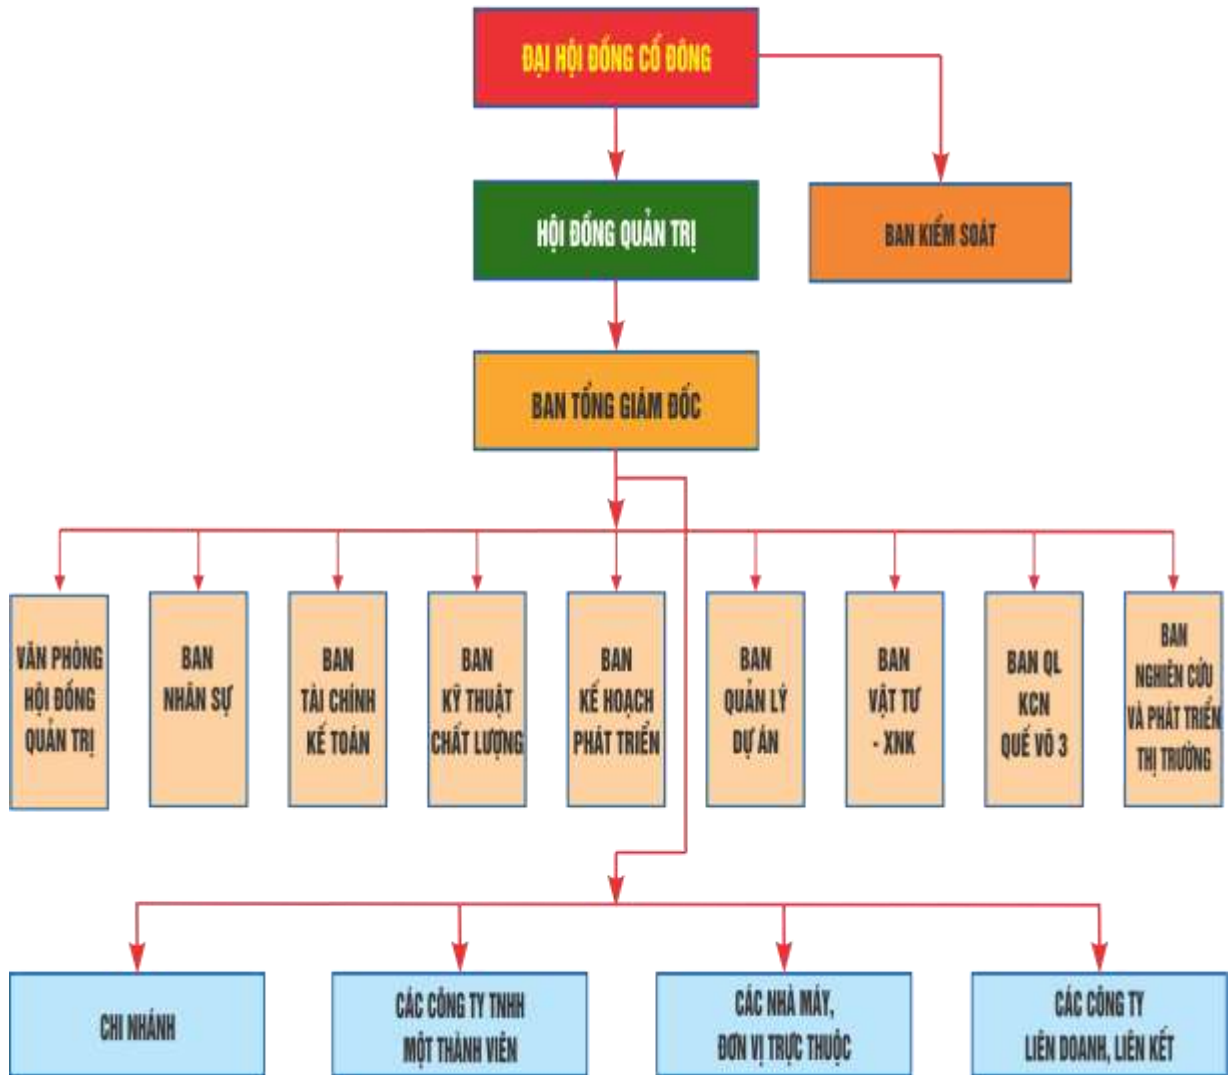 ĐẠI HỘI ĐỒNG CỔ ĐÔNG
HỘI ĐỒNG QUẢN TRỊ
BAN KIỂM SOÁT
BAN TỔNG GIÁM ĐỐC
VĂN PHÒNG
HỘI ĐỒNG
QUẢN TRỊ
BAN
NHÂN SỰ
BAN
TÀI CHÍNH
KẾ TOÁN
BAN
KỸ THUẬT
CHẤT LƯỢNG
BAN
KẾ HOẠCH
PHÁT TRIỂN
BAN
QUẢN LÝ
DỰ ÁN
BAN
VẬT TƯ
- XNK
BAN QL
KCN
QUẾ VÕ 3
BAN
NGHIÊN CỨU
VÀ PHÁT TRIỂN
THỊ TRƯỜNG
CHI NHÁNH
CÁC CÔNG TY TNHH
MỘT THÀNH VIÊN
CÁC NHÀ MÁY,
ĐƠN VỊ TRỰC THUỘC
CÁC CÔNG TY
LIÊN DOANH, LIÊN KẾT